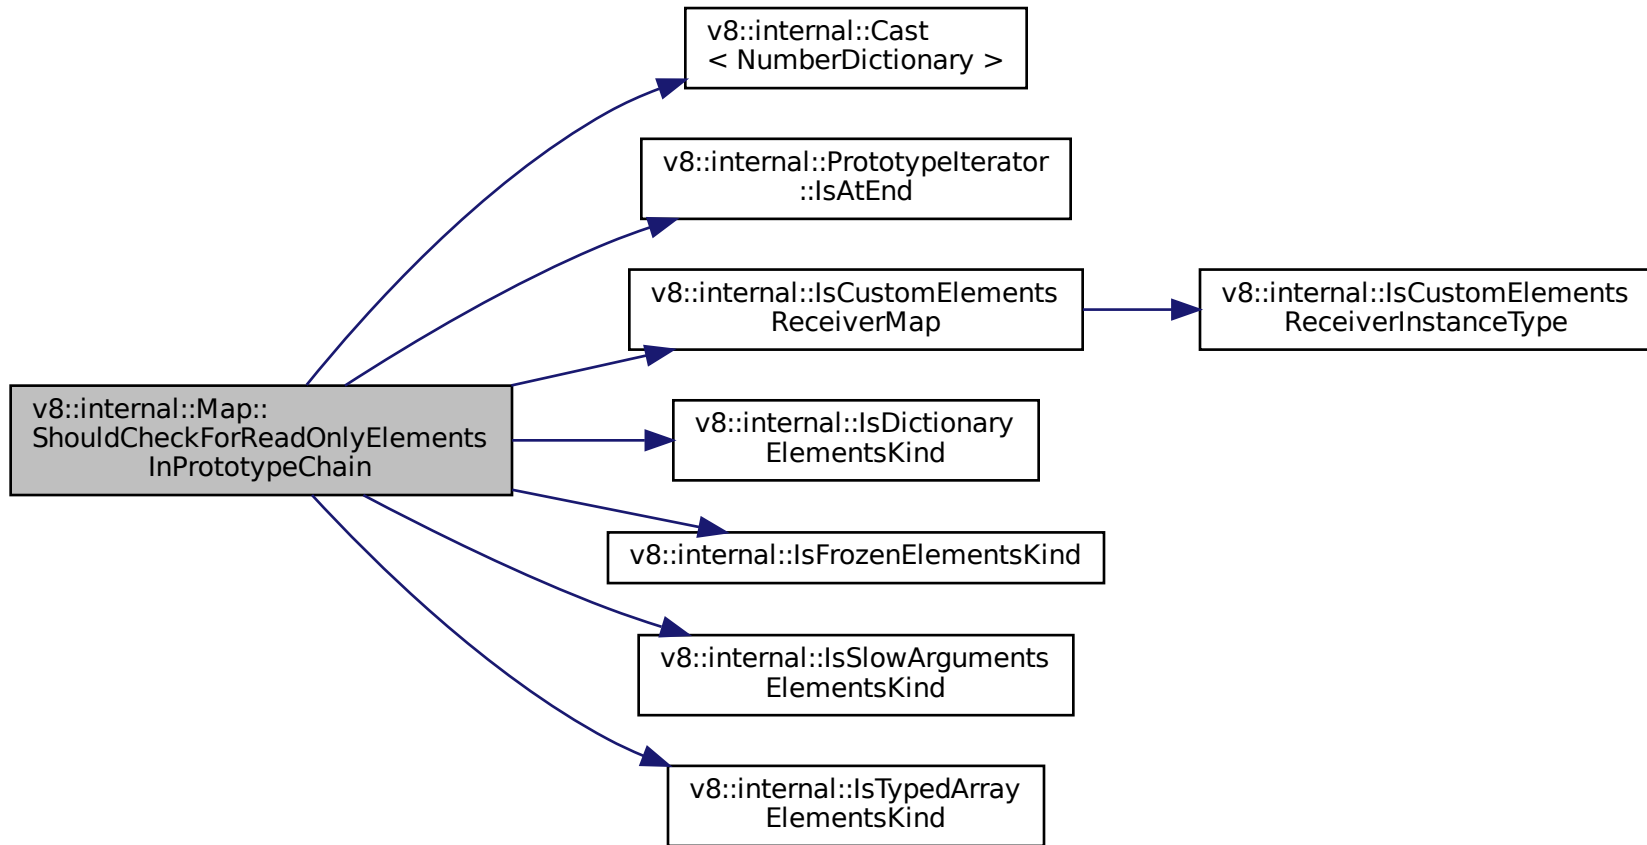 v8::internal::Cast
< NumberDictionary >
v8::internal::PrototypeIterator
::IsAtEnd
v8::internal::IsCustomElements
ReceiverMap
v8::internal::IsCustomElements
ReceiverInstanceType
v8::internal::Map::
ShouldCheckForReadOnlyElements
InPrototypeChain
v8::internal::IsDictionary
ElementsKind
v8::internal::IsFrozenElementsKind
v8::internal::IsSlowArguments
ElementsKind
v8::internal::IsTypedArray
ElementsKind